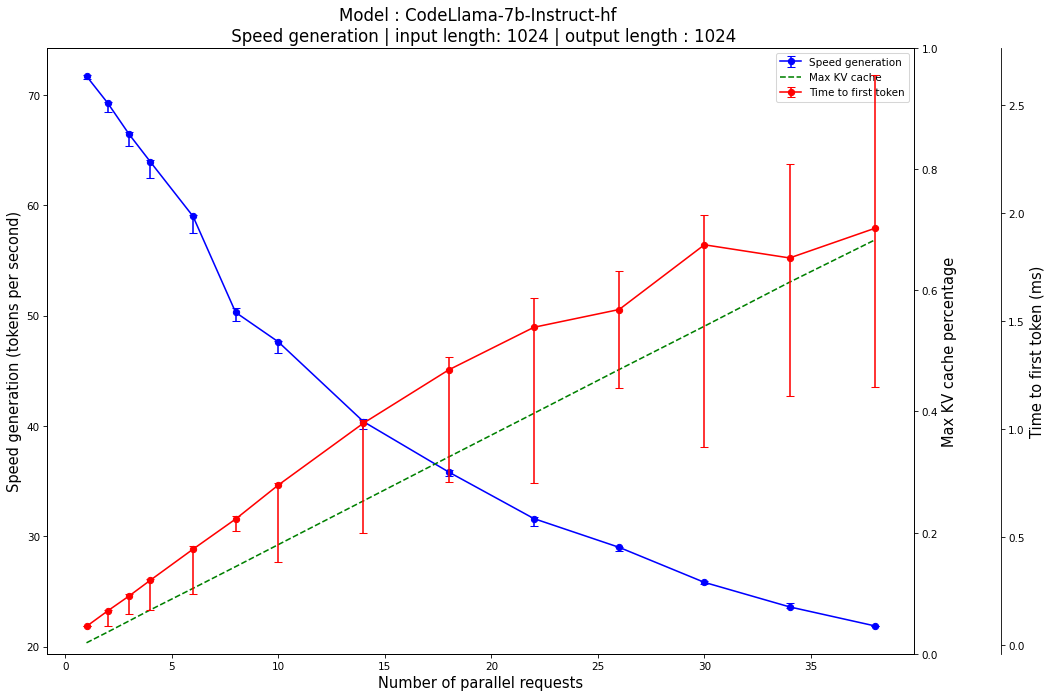 Model : CodeLlama-7b-Instruct-hf
Speed generation | input length: 1024 | output length : 1024
Speed generation
Max KV cache
Time to first token
Speed generation (tokens per second)
70
60
50
40
30
20
1.0
0.8
0.6
0.4
0.2
0.0
Max KV cache percentage
2.5
2.0
1.5
1.0
0.5
0.0
Time to first token (ms)
0
5
10
15
20
25
30
35
Number of parallel requests